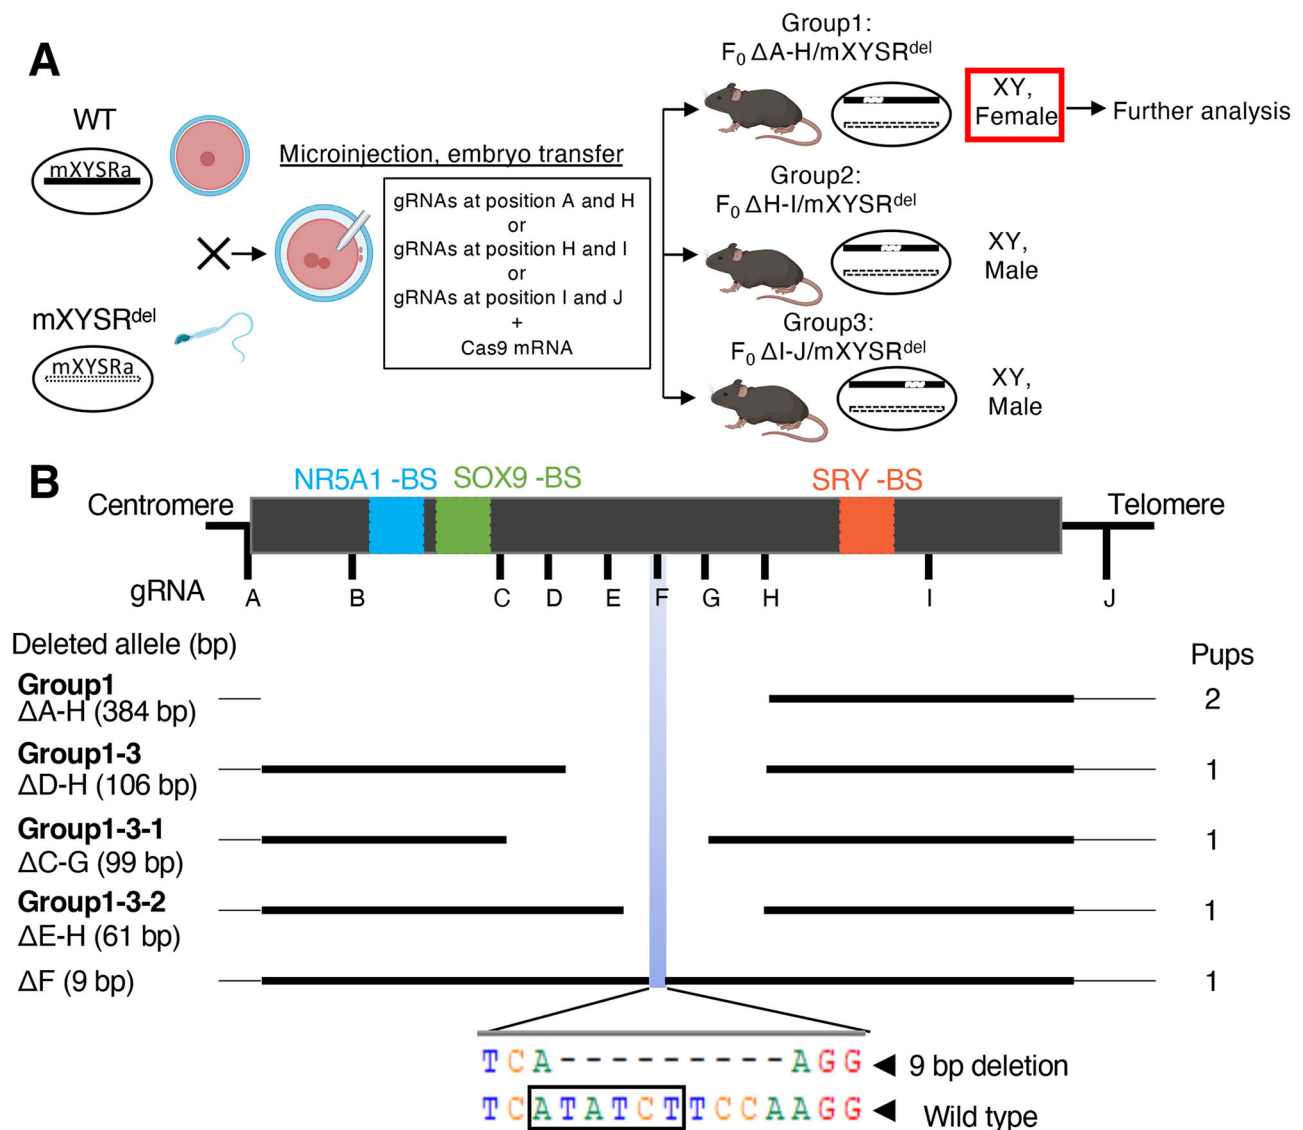 A
WT
mXYSRa
mXYSRdel
mXYSRa
Microinjection, embryo transfer
gRNAs at position A and H
or
gRNAs at position H and I
or
gRNAs at position I and J
+
Cas9 mRNA
Group1:
F0 ΔA-H/mXYSRdel
XY,
Female
Further analysis
Group2:
F0 ΔH-I/mXYSRdel
XY,
Male
Group3:
F0 ΔI-J/mXYSRdel
XY,
Male
B
NR5A1 -BS SOX9 -BS SRY -BS
Centromere Telomere
gRNA A B C D E F G H I J
Deleted allele (bp)
Pups
Group1
ΔA-H (384 bp)
2
Group1-3
ΔD-H (106 bp)
1
Group1-3-1
ΔC-G (99 bp)
1
Group1-3-2
ΔE-H (61 bp)
1
ΔF (9 bp)
1
TCA---------AGG 9 bp deletion
TCATATCTTCCAAGG Wild type